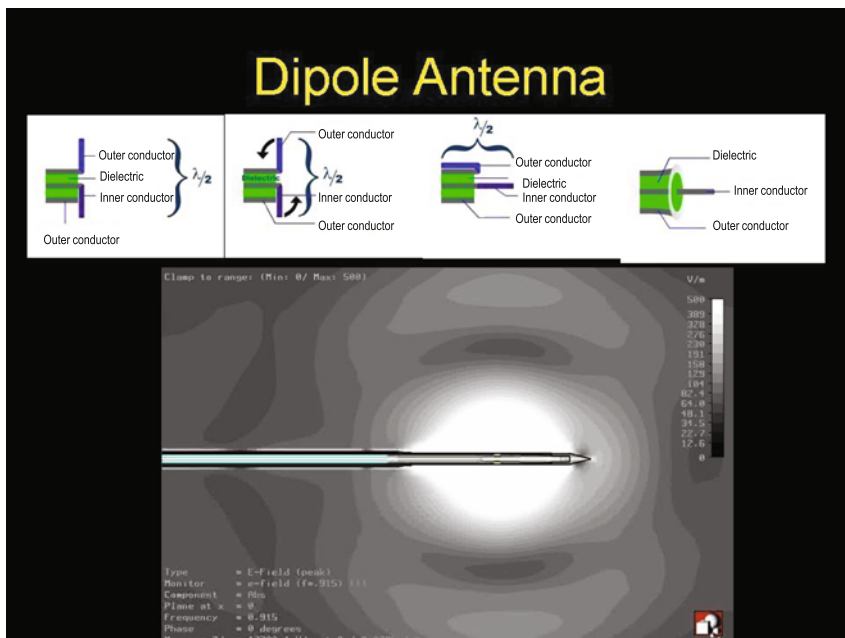 Dipole Antenna
Outer conductor
Dielectric
Inner conductor
λ/2
Outer conductor
Outer conductor
Dielectric
λ/2
Inner conductor
Outer conductor
λ/2
Outer conductor
Dielectric
Inner conductor
Outer conductor
Dielectric
Inner conductor
Outer conductor
Clamp to range: (Min: 0/ Max: 500)
V/m
500
389
328
276
230
191
158
129
104
82.4
64.0
48.1
34.5
22.7
12.6
0
Type = E-Field (peak)
Monitor = e-field (f=.915)
Component = Abs
Plane at x = 0
Frequency = 0.915
Phase = 0 degrees